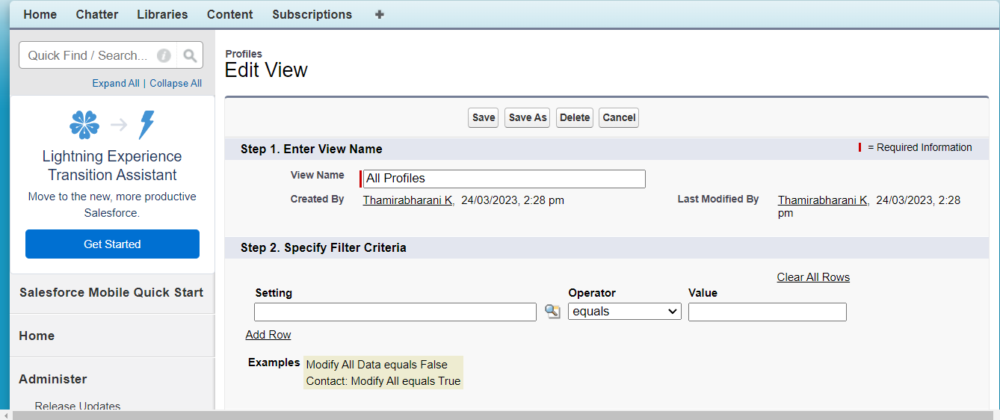 Home Chatter Libraries Content Subscriptions +
Quick Find / Search... i
Expand All | Collapse All
Lightning Experience
Transition Assistant
Move to the new, more productive
Salesforce.
Get Started
Salesforce Mobile Quick Start
Home
Administer
Release Updates
Profiles
Edit View
Save Save As Delete Cancel
Step 1. Enter View Name = Required Information
View Name All Profiles
Created By Thamirabharani K, 24/03/2023, 2:28 pm Last Modified By Thamirabharani K, 24/03/2023, 2:28
pm
Step 2. Specify Filter Criteria
Clear All Rows
Setting Operator Value
equals
Add Row
Examples Modify All Data equals False
Contact: Modify All equals True